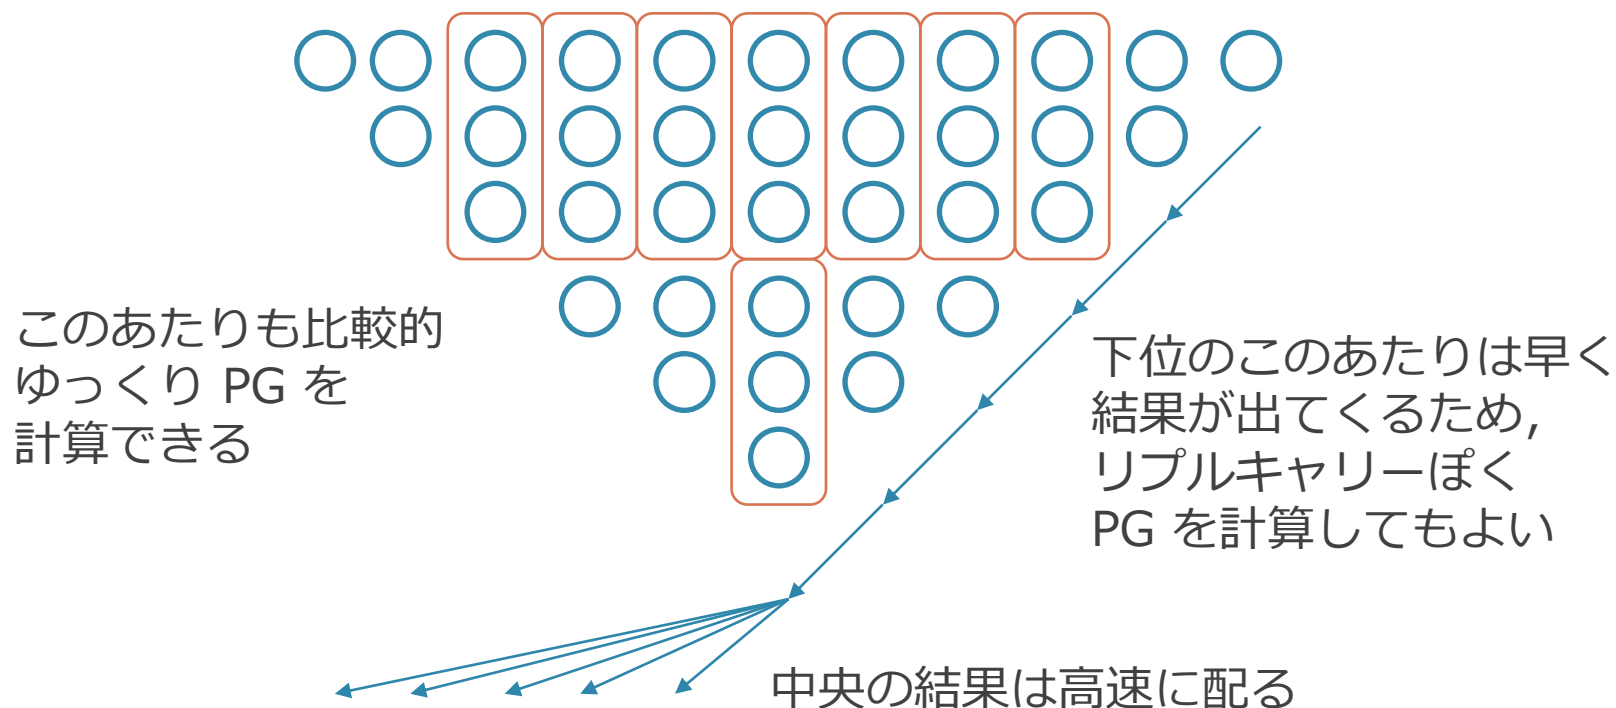 このあたりも比較的
ゆっくり PG を
計算できる
下位のこのあたりは早く
結果が出てくるため,
リプルキャリーぽく
PG を計算してもよい
中央の結果は高速に配る